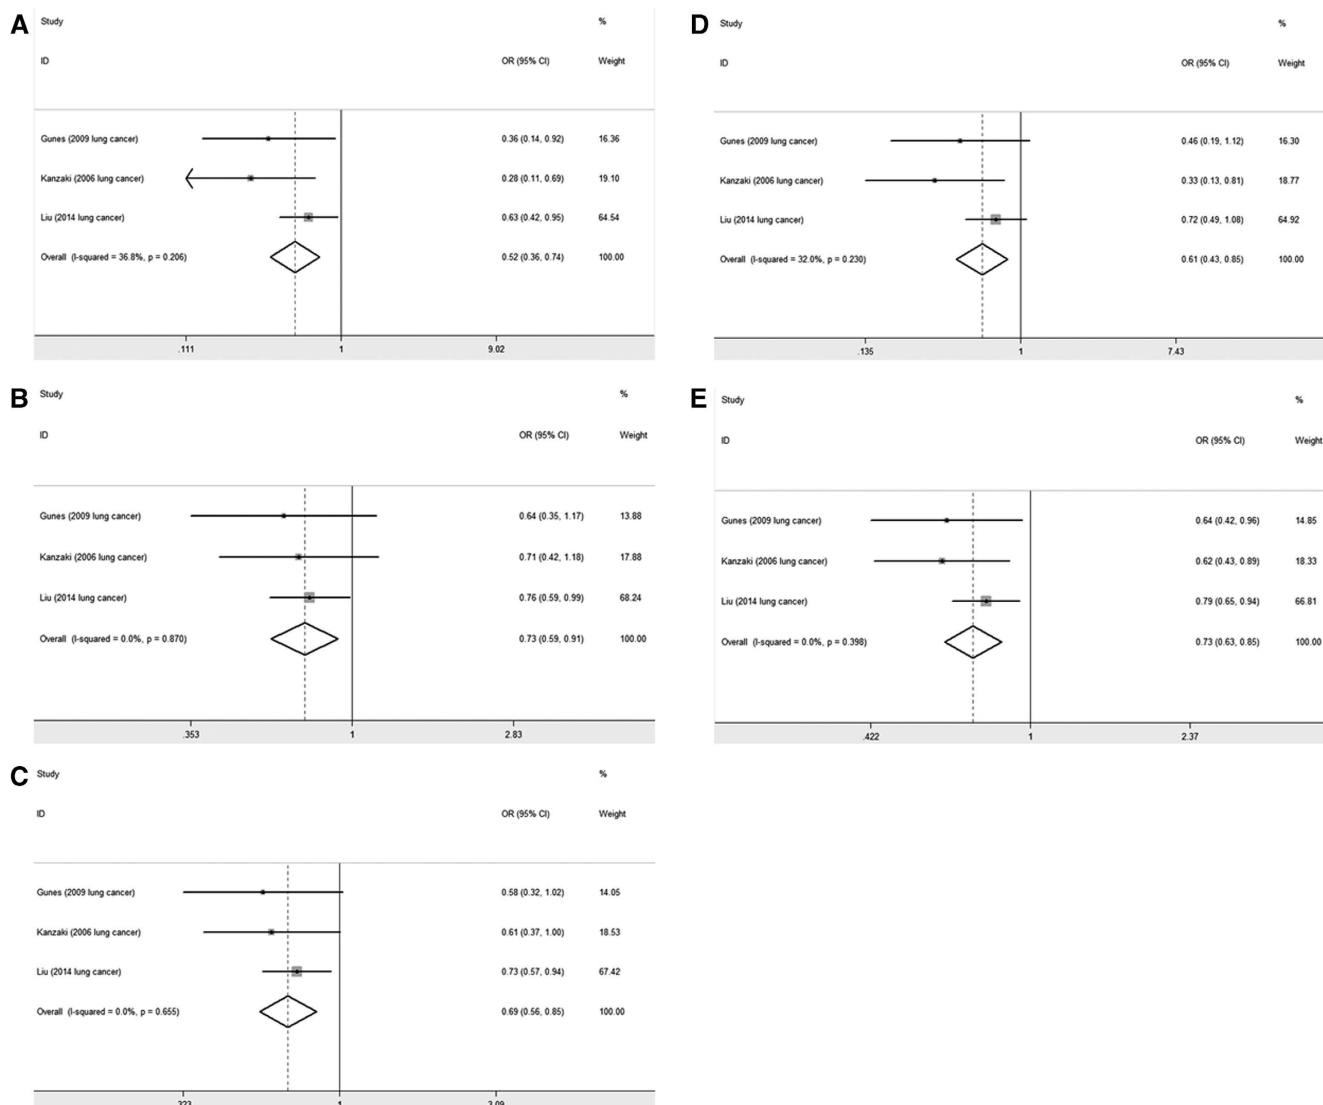 A
Study %
ID OR (95% CI) Weight
Gunes (2009 lung cancer) 0.36 (0.14, 0.92) 16.36
Kanzaki (2006 lung cancer) 0.28 (0.11, 0.69) 19.10
Liu (2014 lung cancer) 0.63 (0.42, 0.95) 64.54
Overall (I-squared = 36.8%, p = 0.206) 0.52 (0.36, 0.74) 100.00
.111 1 9.02
B
Study %
ID OR (95% CI) Weight
Gunes (2009 lung cancer) 0.64 (0.35, 1.17) 13.88
Kanzaki (2006 lung cancer) 0.71 (0.42, 1.18) 17.88
Liu (2014 lung cancer) 0.76 (0.59, 0.99) 68.24
Overall (I-squared = 0.0%, p = 0.870) 0.73 (0.59, 0.91) 100.00
.353 1 2.83
C
Study %
ID OR (95% CI) Weight
Gunes (2009 lung cancer) 0.58 (0.32, 1.02) 14.05
Kanzaki (2006 lung cancer) 0.61 (0.37, 1.00) 18.53
Liu (2014 lung cancer) 0.73 (0.57, 0.94) 67.42
Overall (I-squared = 0.0%, p = 0.655) 0.69 (0.56, 0.85) 100.00
.323 1 3.09
D
Study %
ID OR (95% CI) Weight
Gunes (2009 lung cancer) 0.46 (0.19, 1.12) 16.30
Kanzaki (2006 lung cancer) 0.33 (0.13, 0.81) 18.77
Liu (2014 lung cancer) 0.72 (0.49, 1.08) 64.92
Overall (I-squared = 32.0%, p = 0.230) 0.61 (0.43, 0.85) 100.00
.135 1 7.43
E
Study %
ID OR (95% CI) Weight
Gunes (2009 lung cancer) 0.64 (0.42, 0.96) 14.85
Kanzaki (2006 lung cancer) 0.62 (0.43, 0.89) 18.33
Liu (2014 lung cancer) 0.79 (0.65, 0.94) 66.81
Overall (I-squared = 0.0%, p = 0.398) 0.73 (0.63, 0.85) 100.00
.422 1 2.37